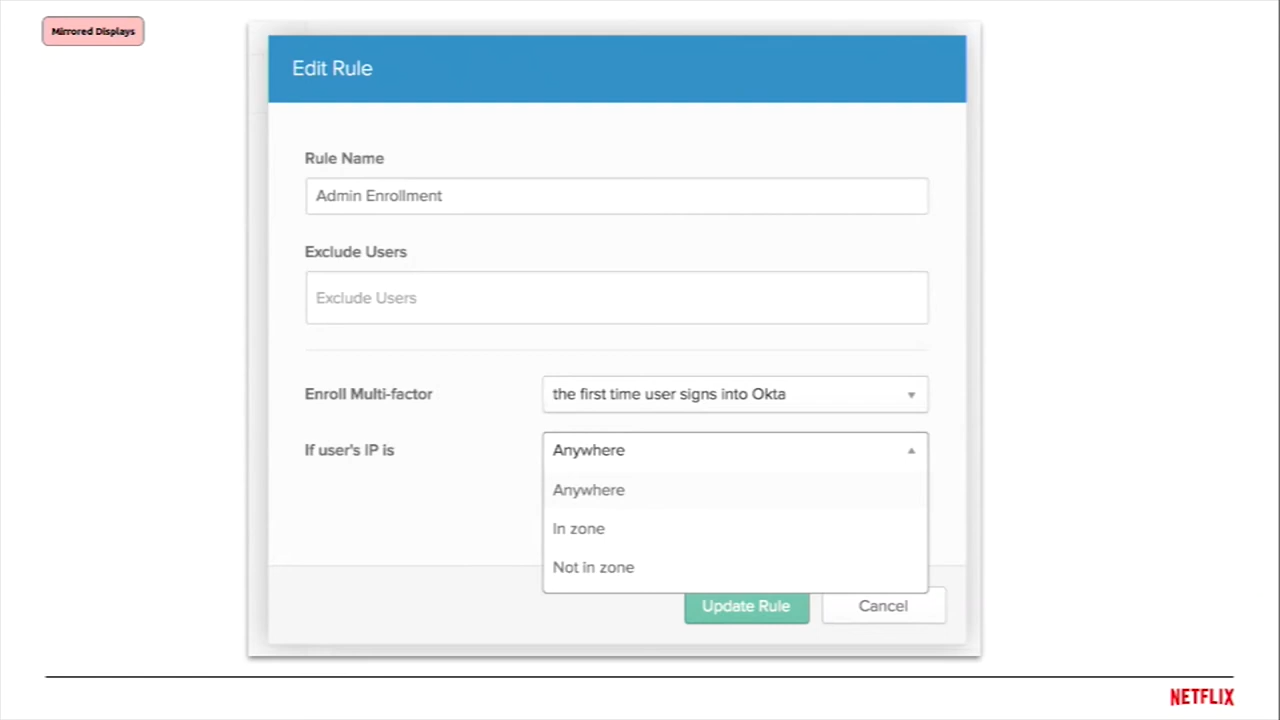 Mirrored Displays
Edit Rule
Rule Name
Admin Enrollment
Exclude Users
Exclude Users
Enroll Multi-factor
the first time user signs into Okta
If user's IP is
Anywhere
Anywhere
In zone
Not in zone
Update Rule
Cancel
NETFLIX